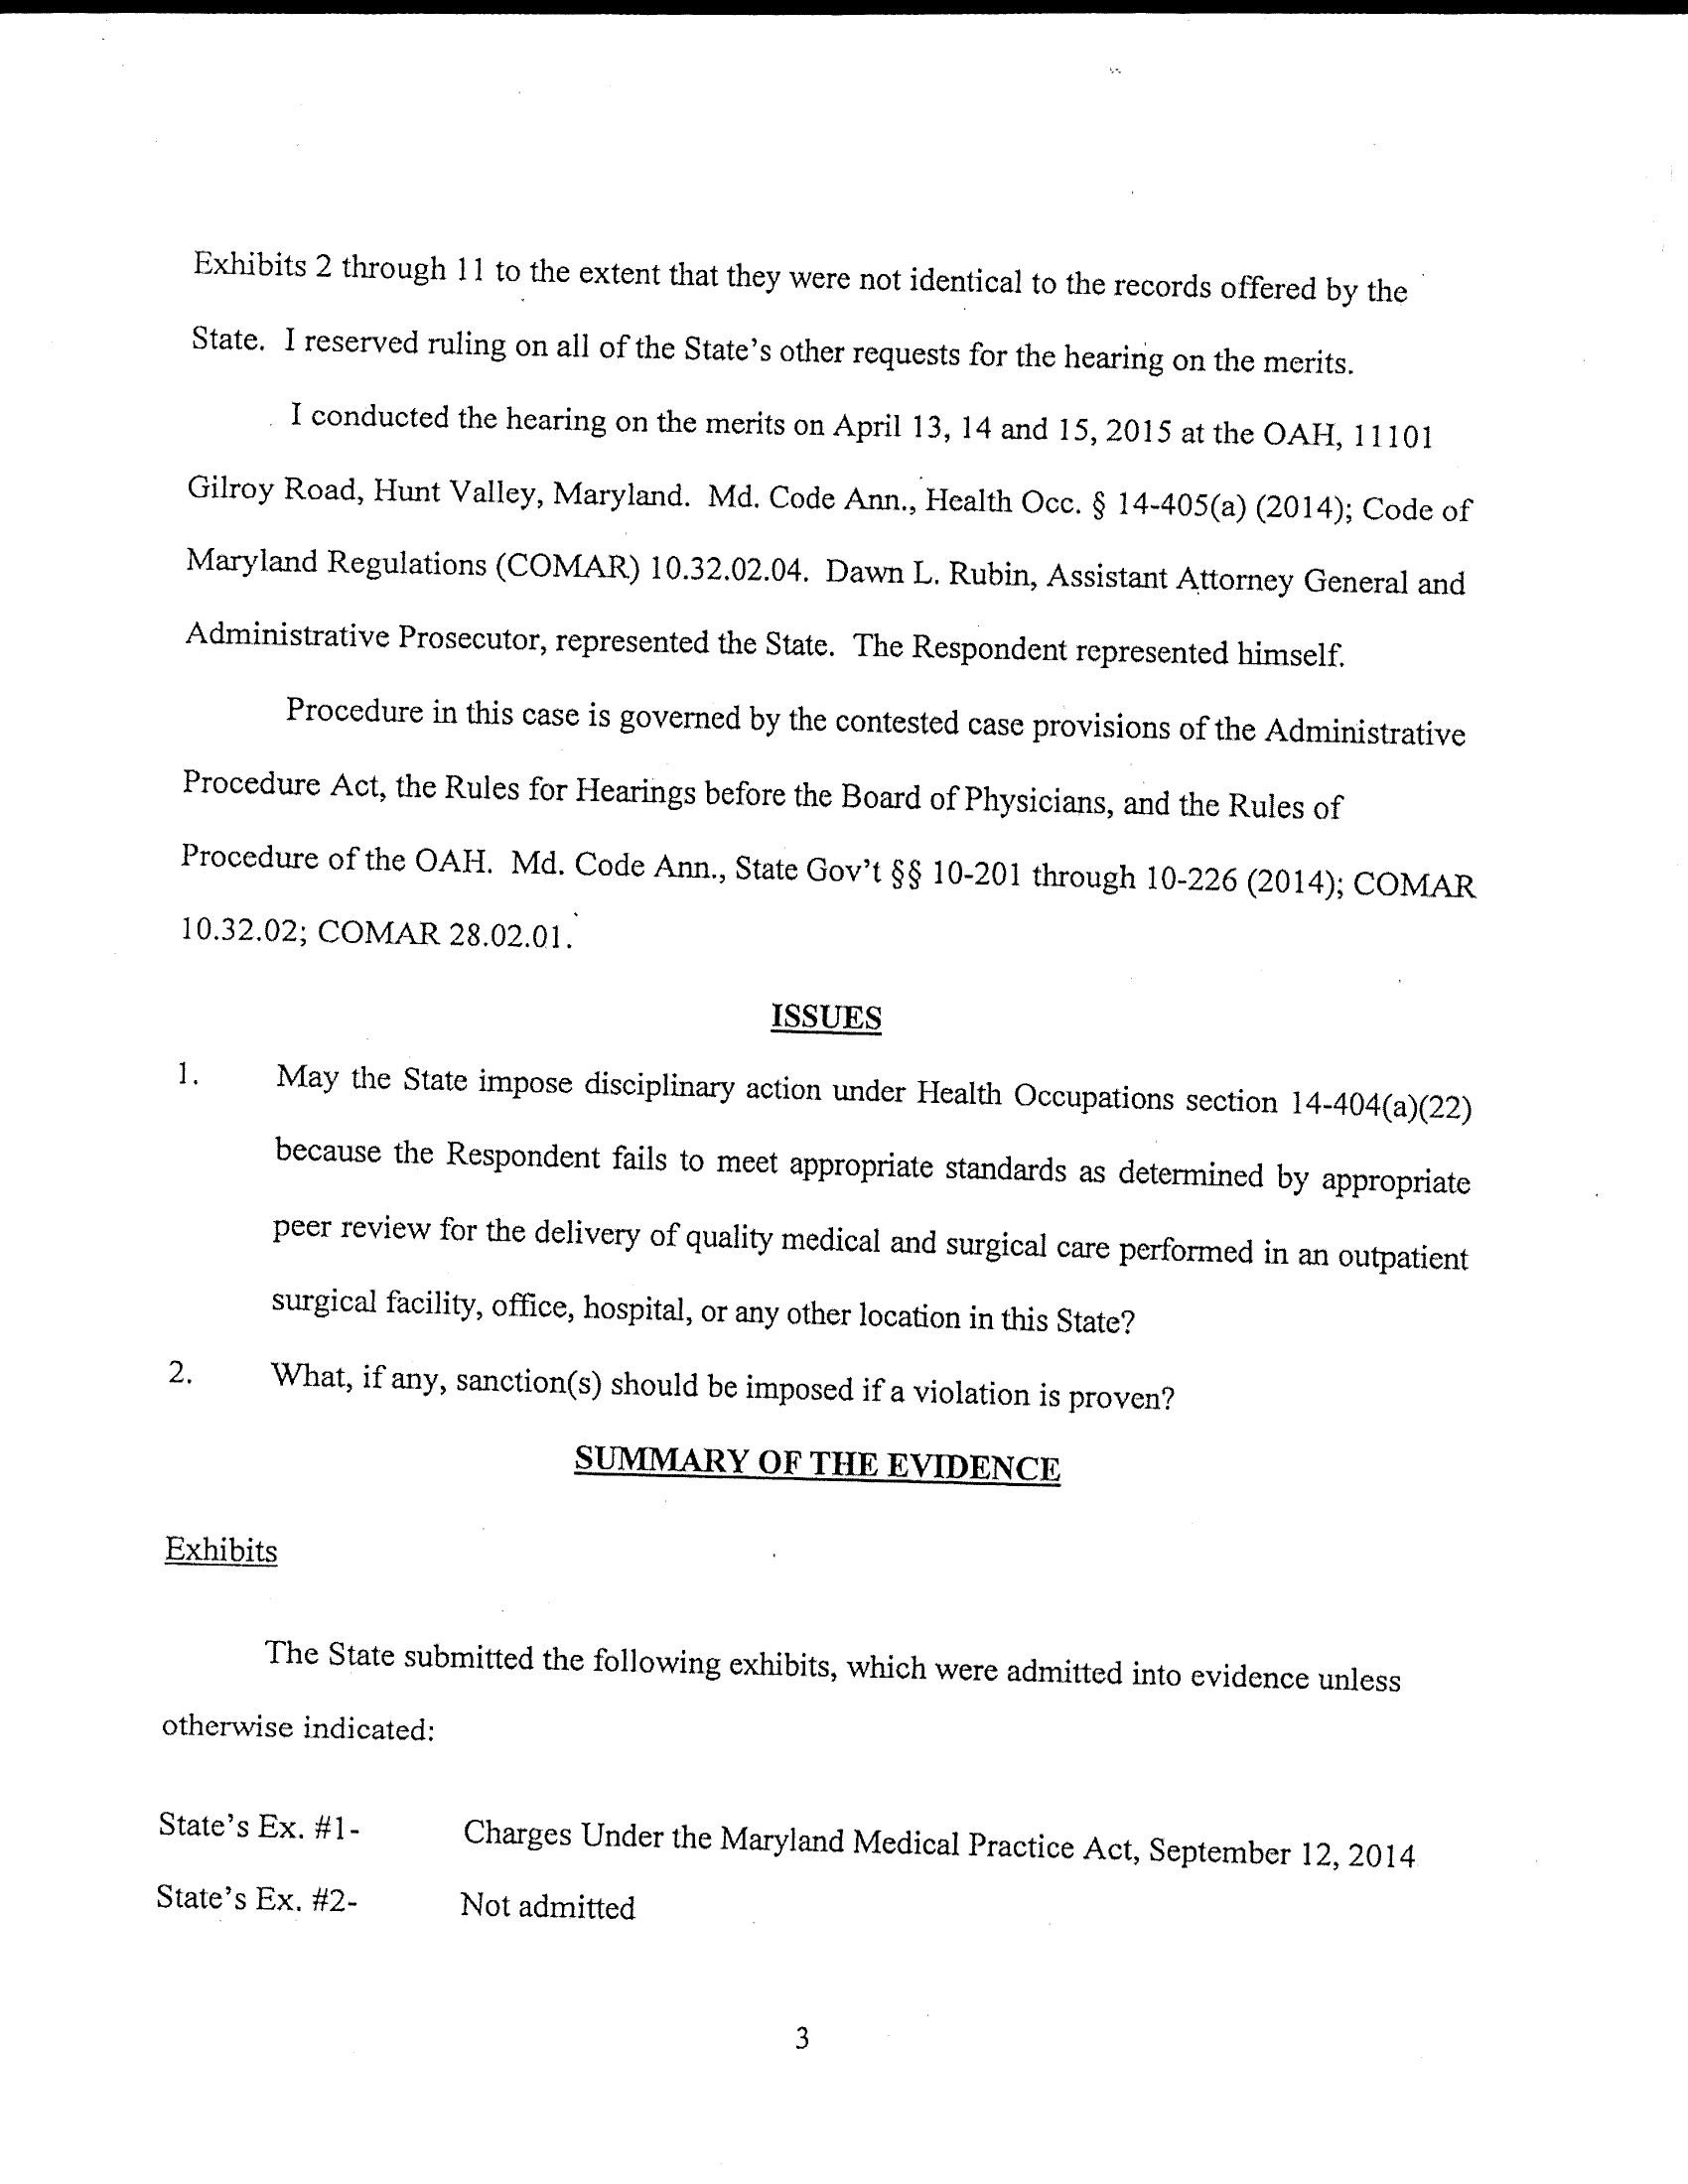 Exhibits 2 through 11 to the extent that they were not identical to the records offered by the
State. I reserved ruling on all of the State's other requests for the hearing on the merits.
I conducted the hearing on the merits on April 13, 14 and 15, 2015 at the OAH, 11101
Gilroy Road, Hunt Valley, Maryland. Md. Code Ann., Health Occ. § 14-405(a) (2014); Code of
Maryland Regulations (COMAR) 10.32.02.04. Dawn L. Rubin, Assistant Attorney General and
Administrative Prosecutor, represented the State. The Respondent represented himself.
Procedure in this case is governed by the contested case provisions of the Administrative
Procedure Act, the Rules for Hearings before the Board of Physicians, and the Rules of
Procedure of the OAH. Md. Code Ann., State Gov't §§ 10-201 through 10-226 (2014); COMAR
10.32.02; COMAR 28.02.01.
ISSUES
1. May the State impose disciplinary action under Health Occupations section 14-404(a)(22)
because the Respondent fails to meet appropriate standards as determined by appropriate
peer review for the delivery of quality medical and surgical care performed in an outpatient
surgical facility, office, hospital, or any other location in this State?
2. What, if any, sanction(s) should be imposed if a violation is proven?
SUMMARY OF THE EVIDENCE
Exhibits
The State submitted the following exhibits, which were admitted into evidence unless
otherwise indicated:
State's Ex. #1- Charges Under the Maryland Medical Practice Act, September 12, 2014
State's Ex. #2- Not admitted
3